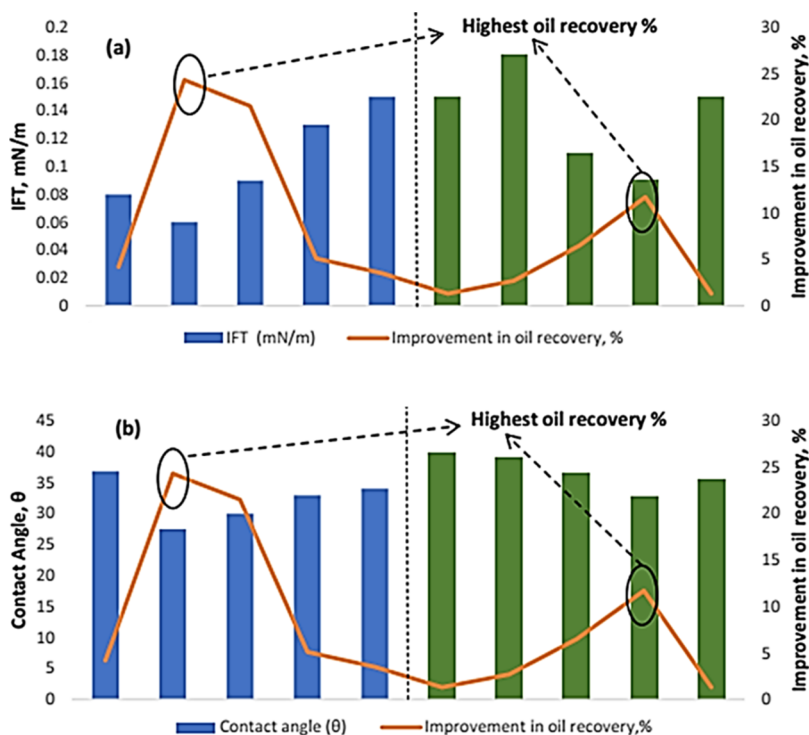 (a)
Highest oil recovery %
IFT, mN/m
0.2
0.18
0.16
0.14
0.12
0.1
0.08
0.06
0.04
0.02
0
30
25
20
15
10
5
0
Improvement in oil recovery, %
IFT (mN/m)
Improvement in oil recovery, %
(b)
Highest oil recovery %
Contact Angle, θ
45
40
35
30
25
20
15
10
5
0
30
25
20
15
10
5
0
Improvement in oil recovery, %
Contact angle (θ)
Improvement in oil recovery,%